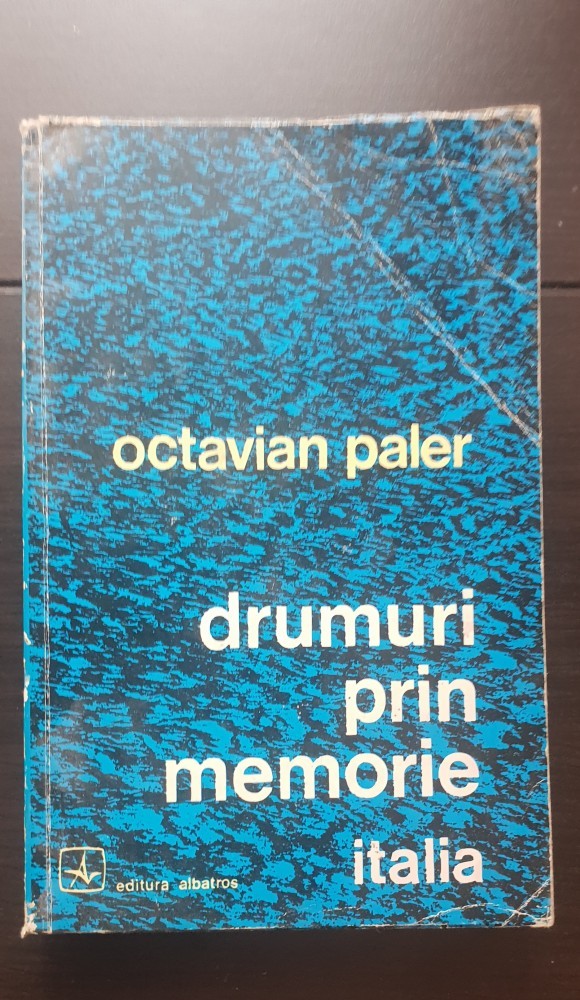 octavian paler
drumuri
prin
memorie
italia
editura albatros